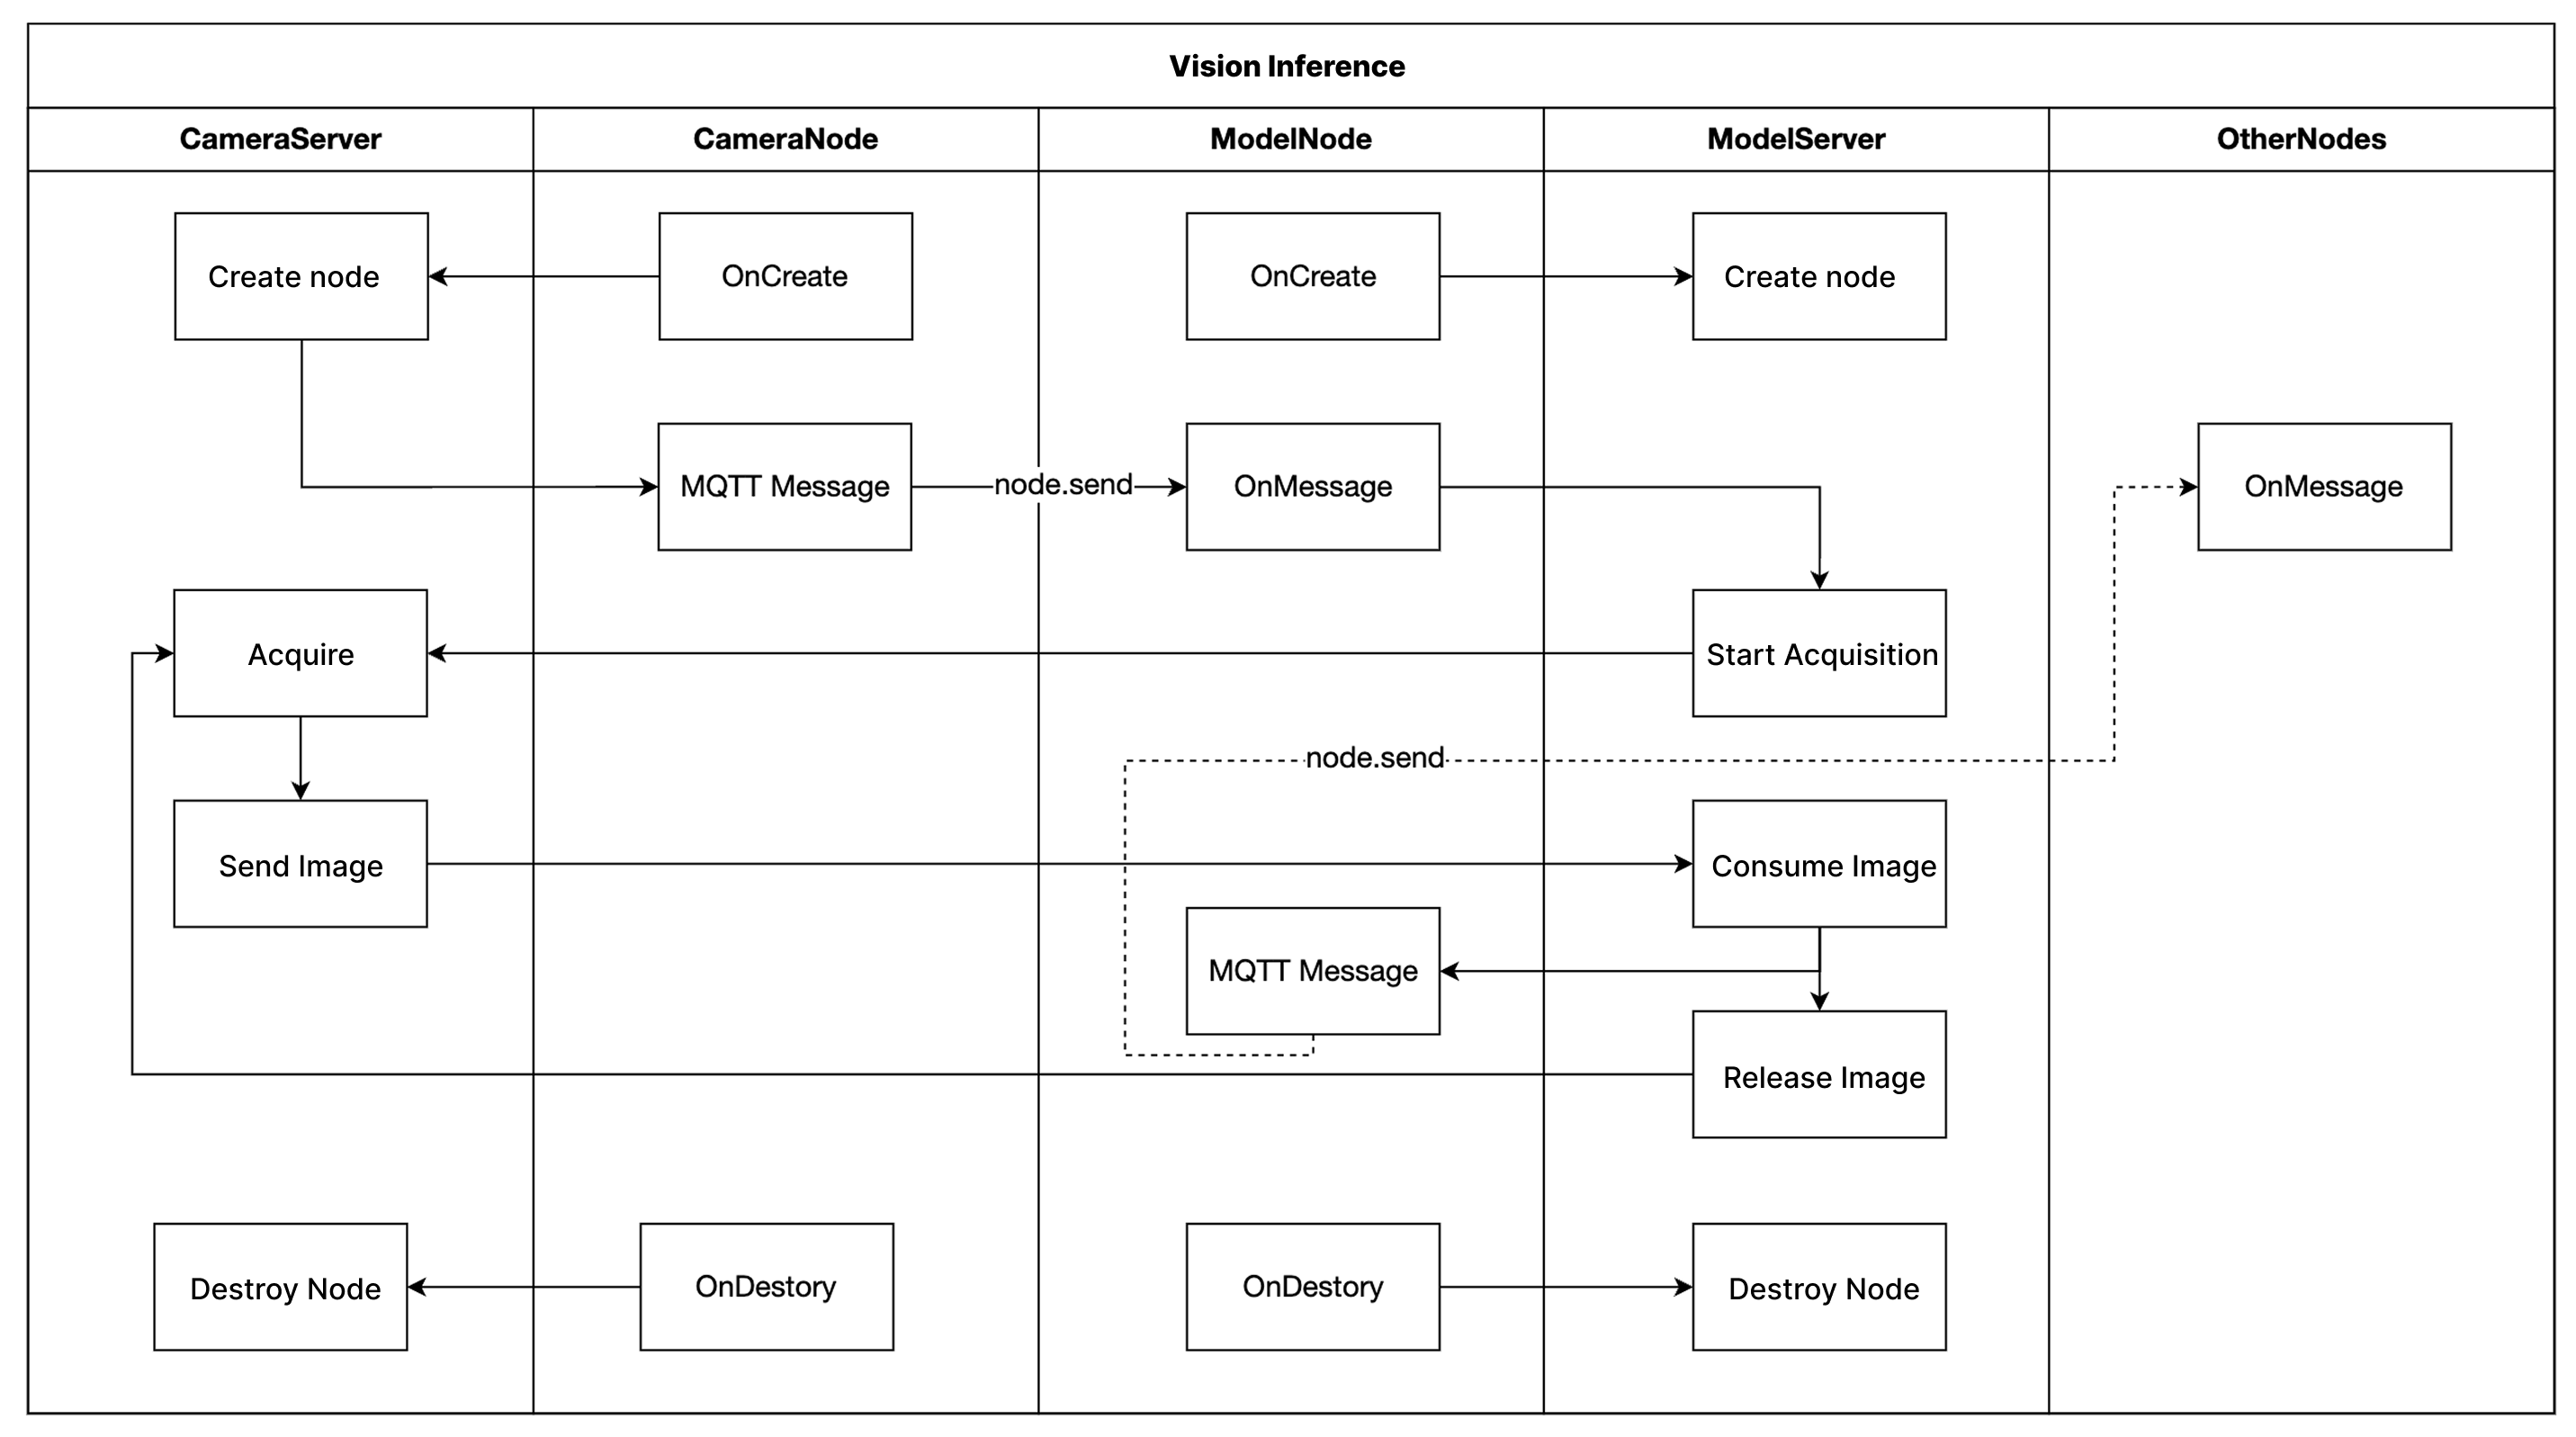 Vision Inference
CameraServer
CameraNode
ModelNode
ModelServer
OtherNodes
Create node
OnCreate
OnCreate
Create node
MQTT Message
node.send
OnMessage
OnMessage
Acquire
Start Acquisition
node.send
Send Image
Consume Image
MQTT Message
Release Image
Destroy Node
OnDestory
OnDestory
Destroy Node